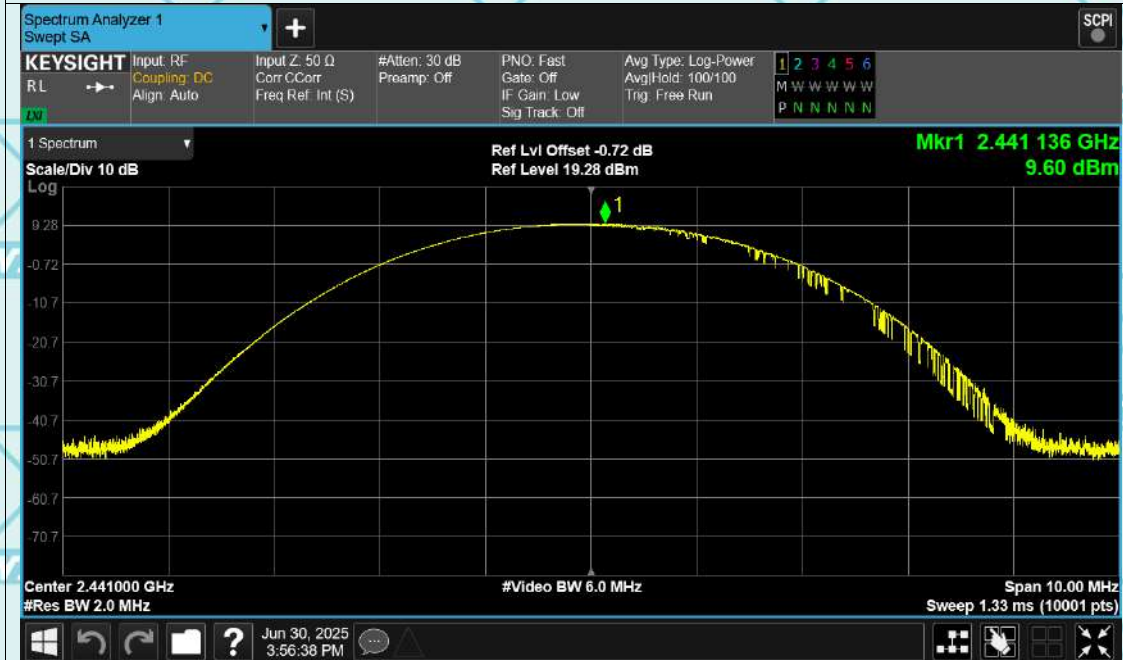 Spectrum Analyzer 1
Swept SA
+
SCPI
KEYSIGHT
RL
LXI
Input: RF
Coupling: DC
Align: Auto
Input Z: 50 Ω
Corr CCorr
Freq Ref: Int (S)
#Atten: 30 dB
Preamp: Off
PNO: Fast
Gate: Off
IF Gain: Low
Sig Track: Off
Avg Type: Log-Power
Avg|Hold: 100/100
Trig: Free Run
1 2 3 4 5 6
M W W W W W
P N N N N N
1 Spectrum
Scale/Div 10 dB
Log
Ref Lvl Offset -0.72 dB
Ref Level 19.28 dBm
Mkr1 2.441 136 GHz
9.60 dBm
1
9.28
-0.72
-10.7
-20.7
-30.7
-40.7
-50.7
-60.7
-70.7
Center 2.441000 GHz
#Res BW 2.0 MHz
#Video BW 6.0 MHz
Span 10.00 MHz
Sweep 1.33 ms (10001 pts)
?
Jun 30, 2025
3:56:38 PM